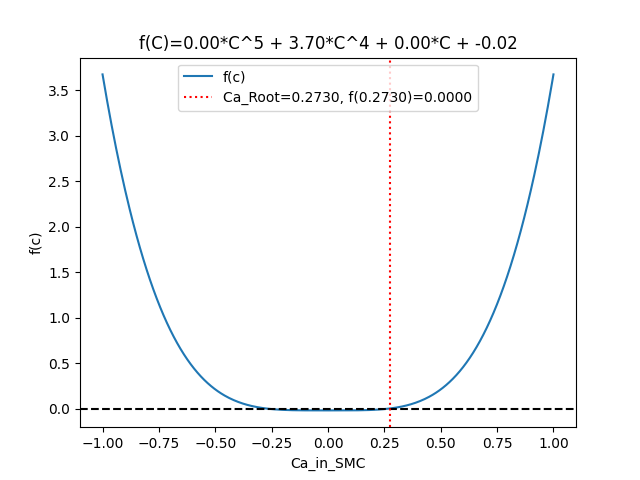 f(C)=0.00*C^5 + 3.70*C^4 + 0.00*C + -0.02
f(c)
Ca_Root=0.2730, f(0.2730)=0.0000
3.5
3.0
2.5
2.0
1.5
1.0
0.5
0.0
f(c)
−1.00 −0.75 −0.50 −0.25 0.00 0.25 0.50 0.75 1.00
Ca_in_SMC